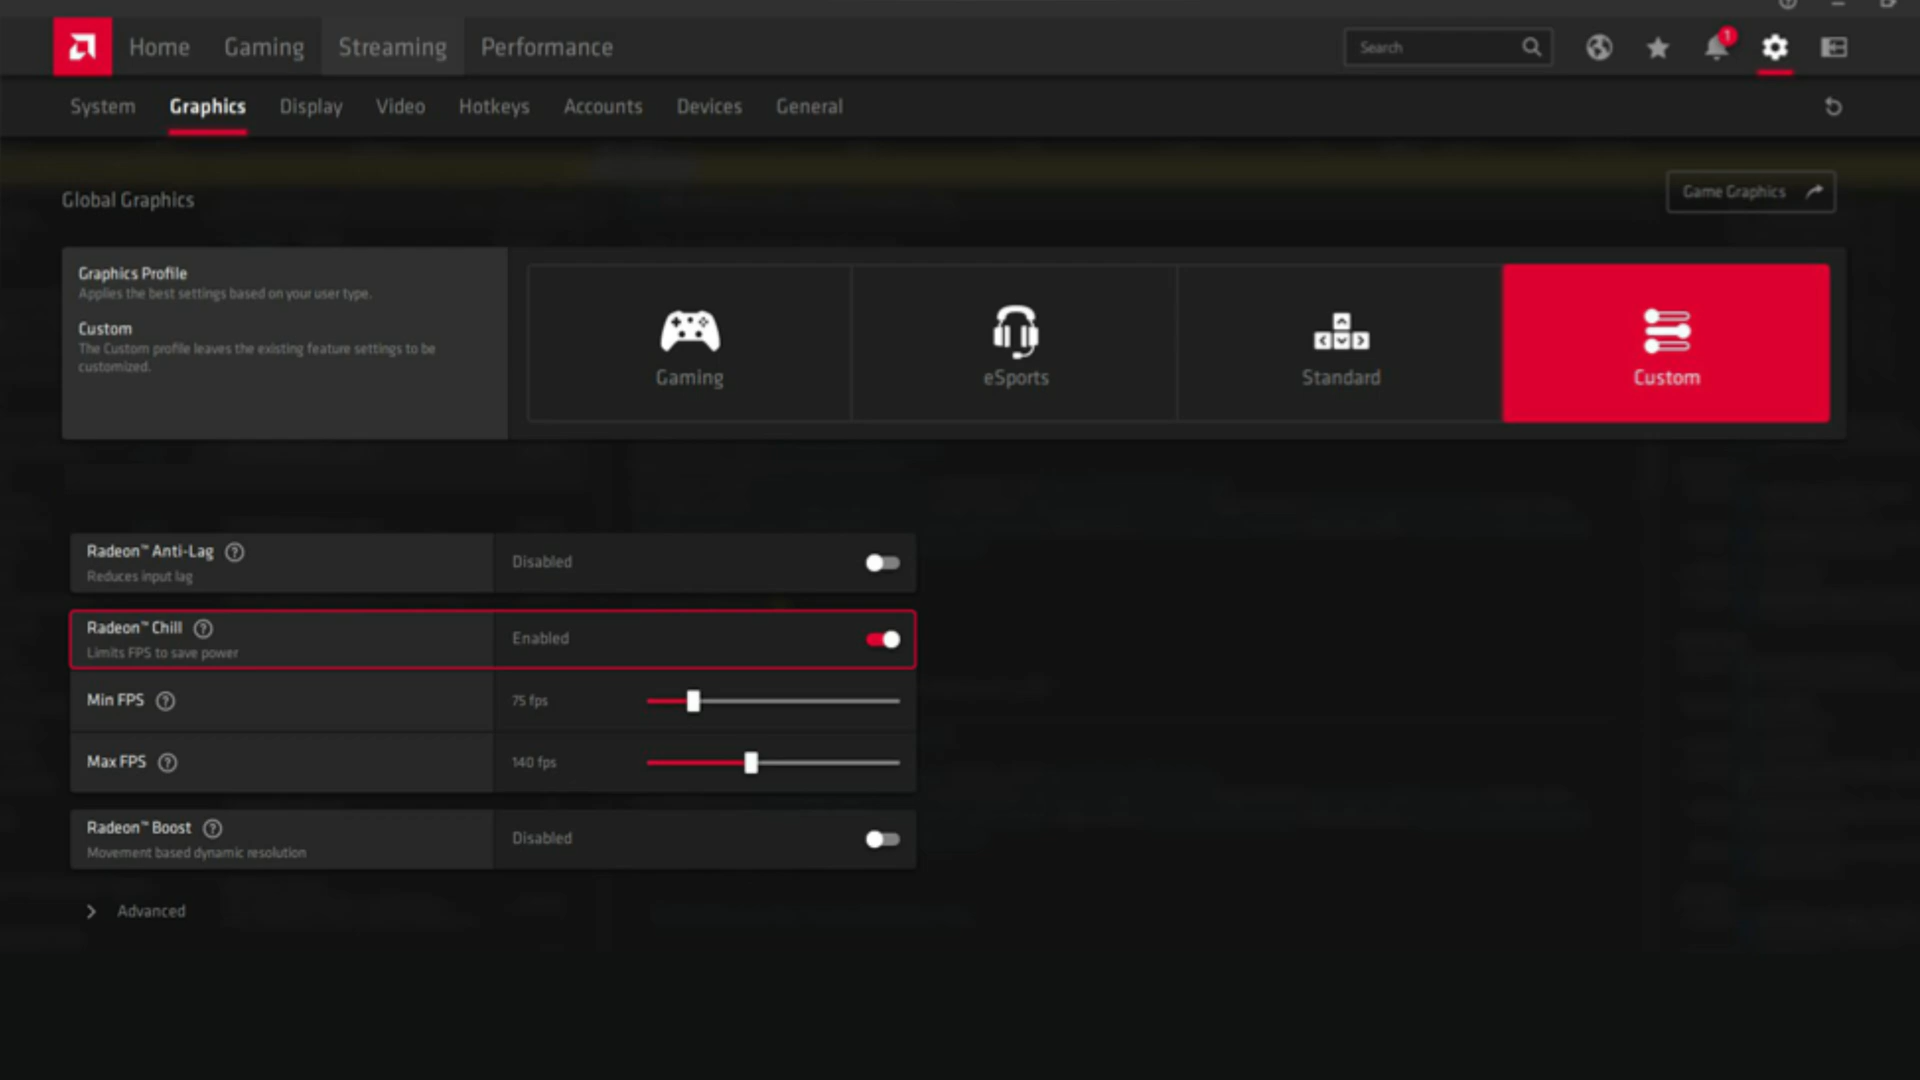 Home Gaming Streaming Performance Search 1
System Graphics Display Video Hotkeys Accounts Devices General
Global Graphics
Game Graphics
Graphics Profile
Applies the best settings based on your user type.
Custom
The Custom profile leaves the existing feature settings to be
customized.
Gaming
eSports
Standard
Custom
Radeon™ Anti-Lag ?
Reduces input lag
Disabled
Radeon™ Chill ?
Limits FPS to save power
Enabled
Min FPS ? 75 fps
Max FPS ? 140 fps
Radeon™ Boost ?
Movement based dynamic resolution
Disabled
Advanced